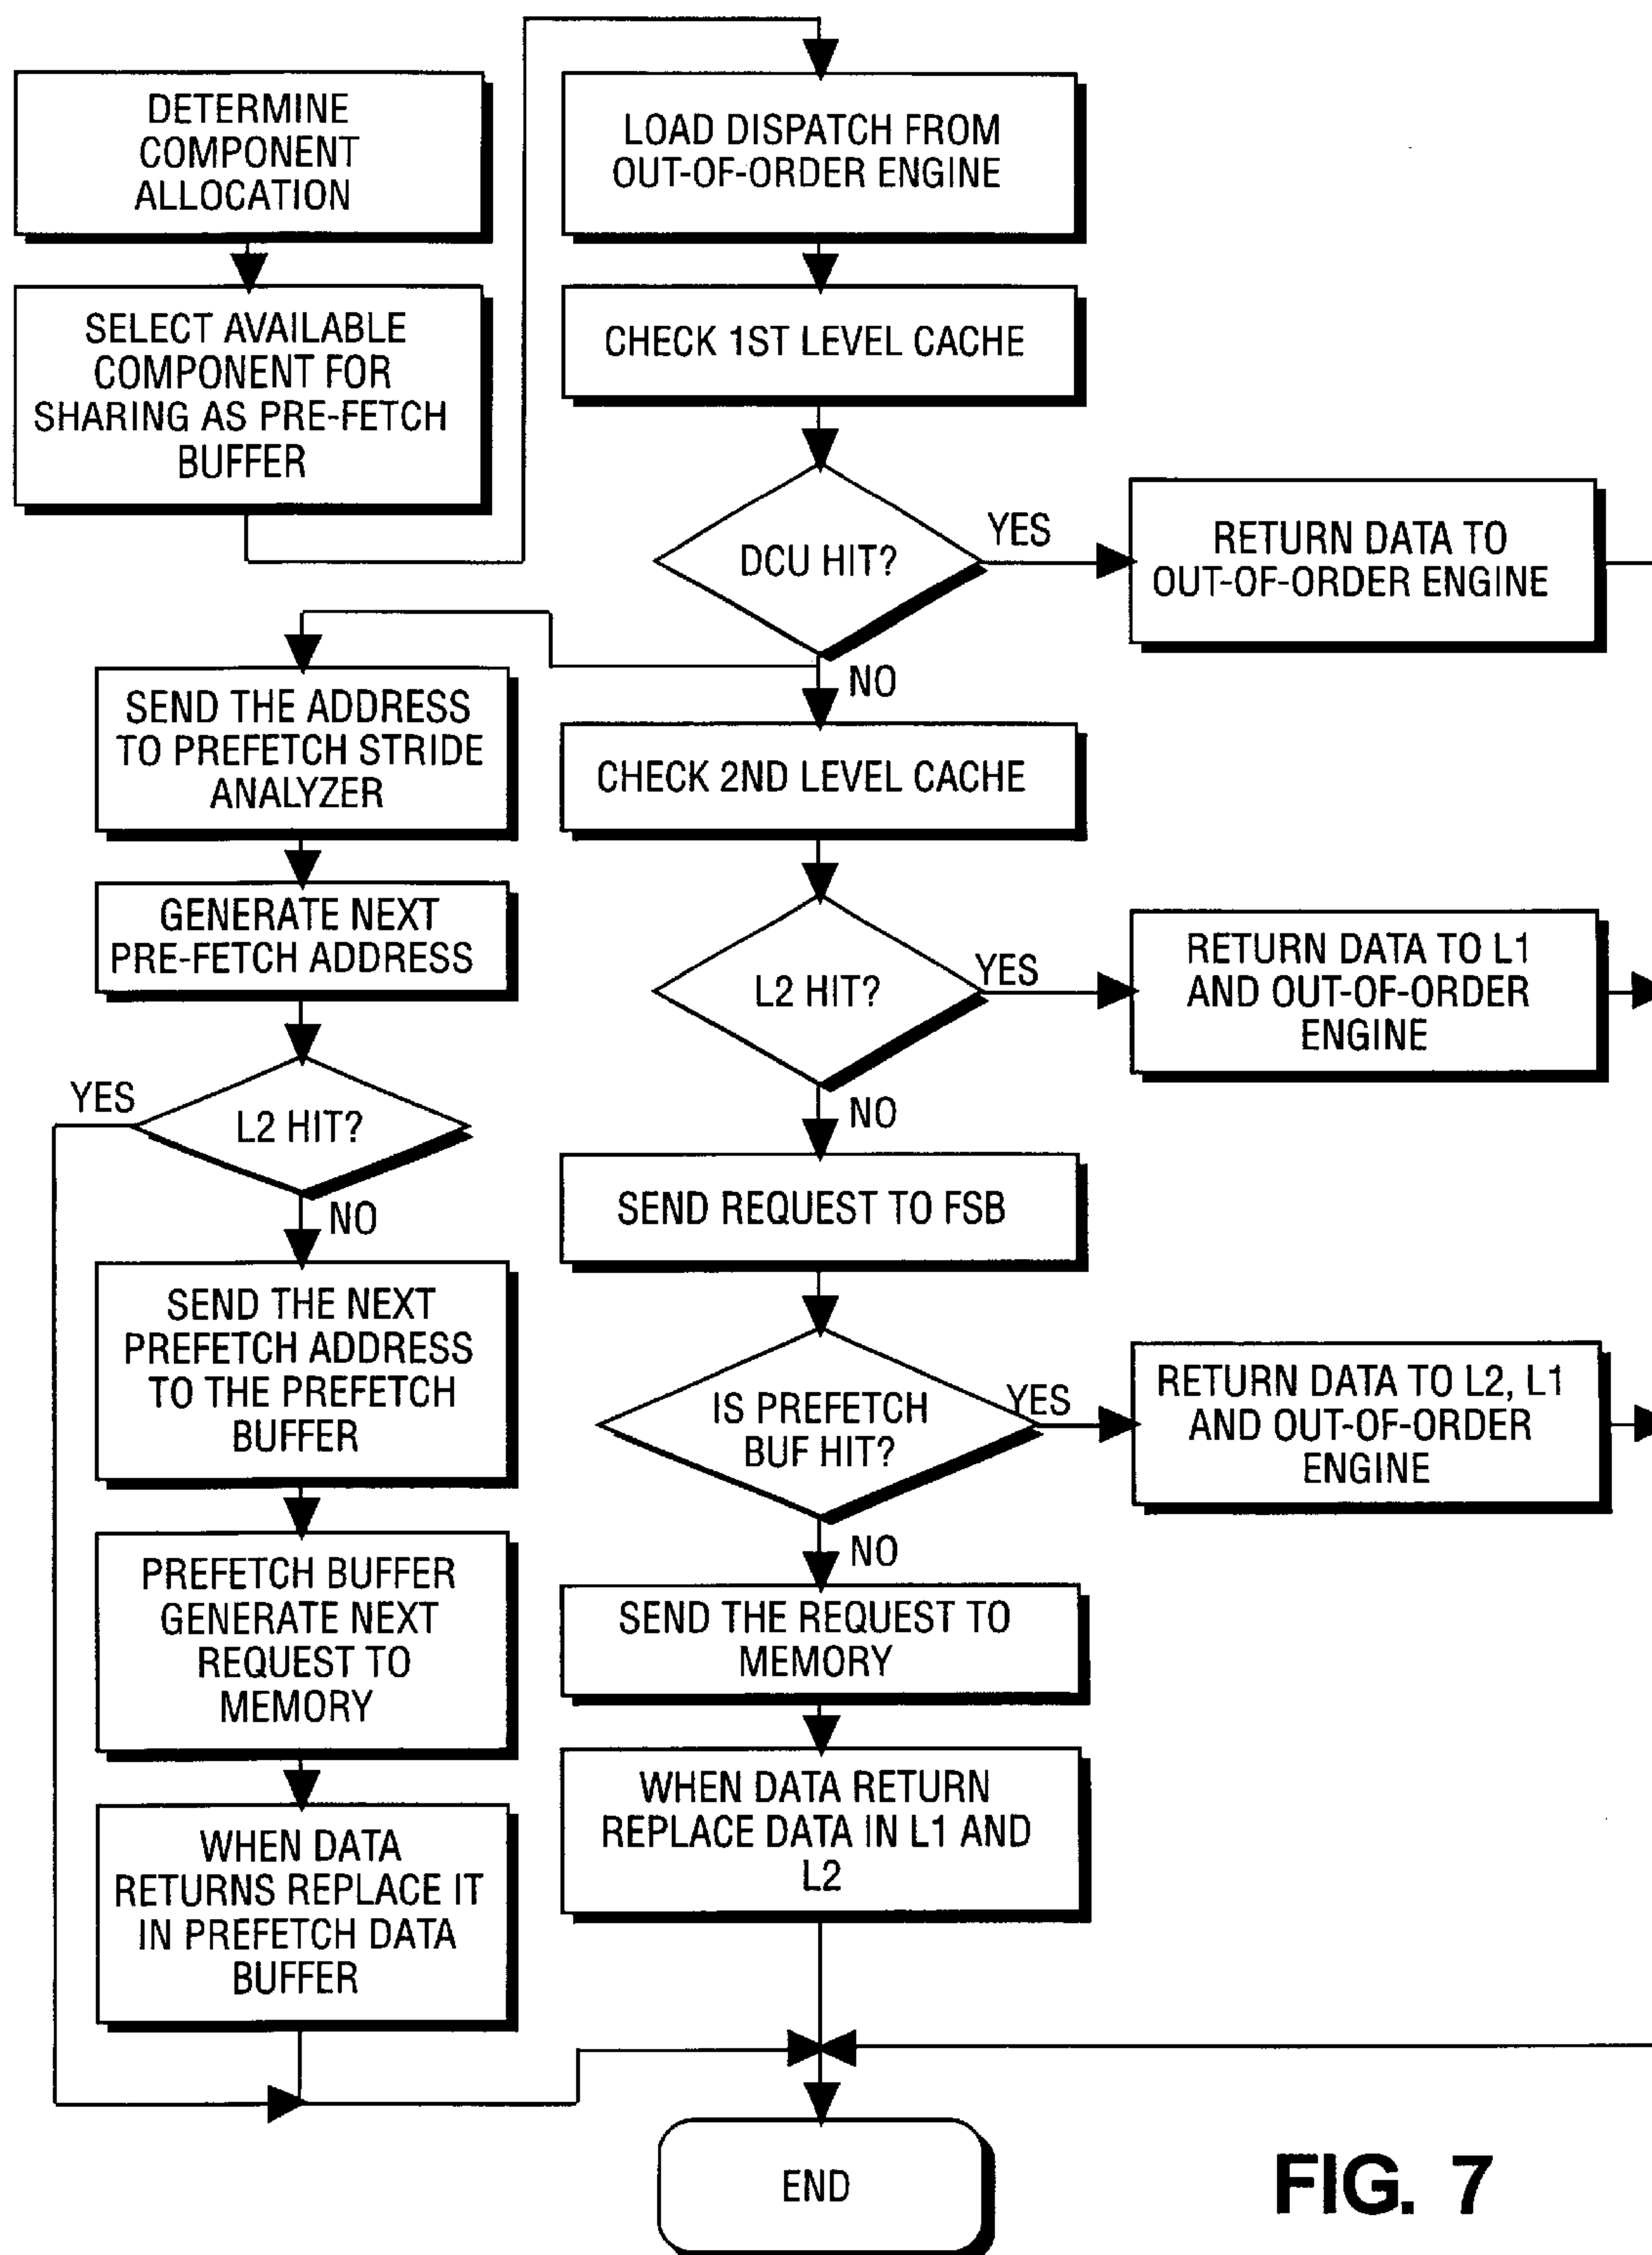 DETERMINE
COMPONENT
ALLOCATION
SELECT AVAILABLE
COMPONENT FOR
SHARING AS PRE-FETCH
BUFFER
LOAD DISPATCH FROM
OUT-OF-ORDER ENGINE
CHECK 1ST LEVEL CACHE
DCU HIT?
YES
RETURN DATA TO
OUT-OF-ORDER ENGINE
NO
SEND THE ADDRESS
TO PREFETCH STRIDE
ANALYZER
GENERATE NEXT
PRE-FETCH ADDRESS
L2 HIT?
YES
NO
SEND THE NEXT
PREFETCH ADDRESS
TO THE PREFETCH
BUFFER
PREFETCH BUFFER
GENERATE NEXT
REQUEST TO
MEMORY
WHEN DATA
RETURNS REPLACE IT
IN PREFETCH DATA
BUFFER
CHECK 2ND LEVEL CACHE
L2 HIT?
YES
RETURN DATA TO L1
AND OUT-OF-ORDER
ENGINE
NO
SEND REQUEST TO FSB
IS PREFETCH
BUF HIT?
YES
RETURN DATA TO L2, L1
AND OUT-OF-ORDER
ENGINE
NO
SEND THE REQUEST TO
MEMORY
WHEN DATA RETURN
REPLACE DATA IN L1 AND
L2
END
FIG. 7